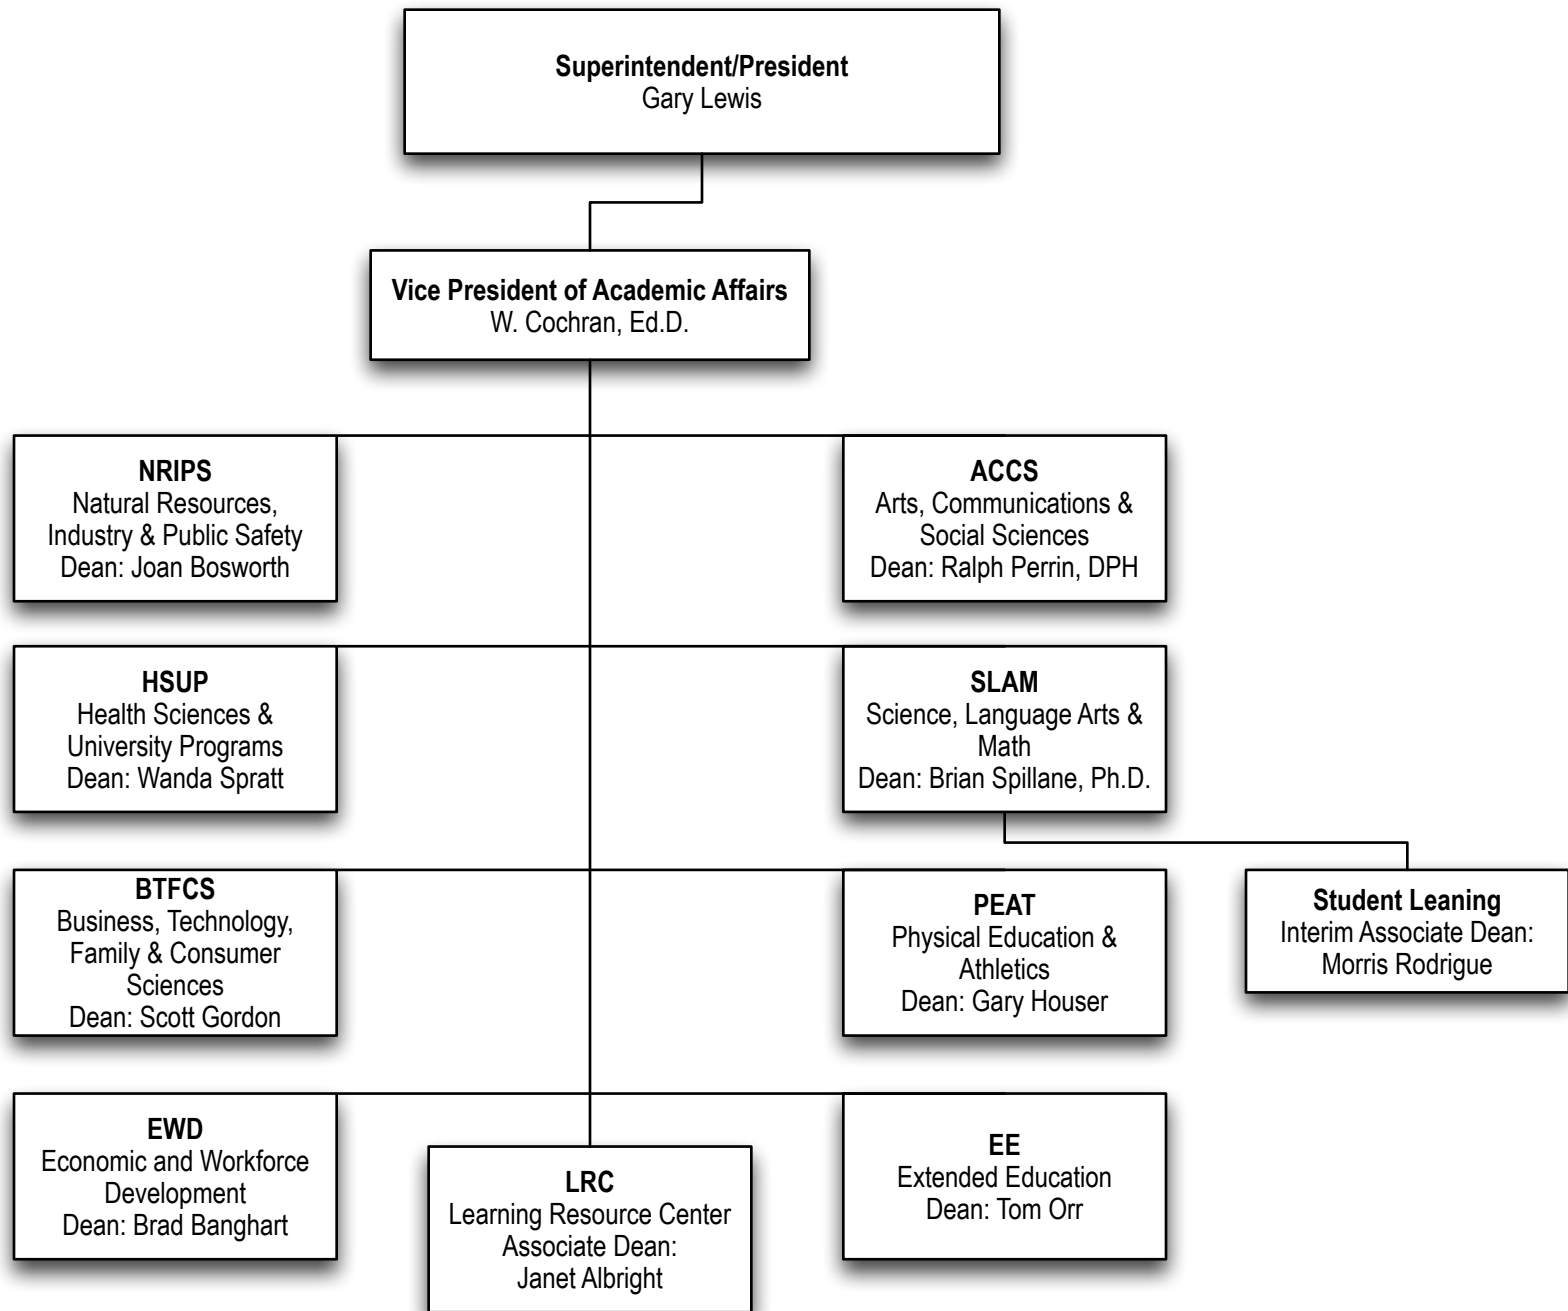 Superintendent/President
Gary Lewis
Vice President of Academic Affairs
W. Cochran, Ed.D.
NRIPS
Natural Resources,
Industry & Public Safety
Dean: Joan Bosworth
ACCS
Arts, Communications &
Social Sciences
Dean: Ralph Perrin, DPH
HSUP
Health Sciences &
University Programs
Dean: Wanda Spratt
SLAM
Science, Language Arts &
Math
Dean: Brian Spillane, Ph.D.
BTFCS
Business, Technology,
Family & Consumer
Sciences
Dean: Scott Gordon
PEAT
Physical Education &
Athletics
Dean: Gary Houser
Student Leaning
Interim Associate Dean:
Morris Rodrigue
EWD
Economic and Workforce
Development
Dean: Brad Banghart
LRC
Learning Resource Center
Associate Dean:
Janet Albright
EE
Extended Education
Dean: Tom Orr